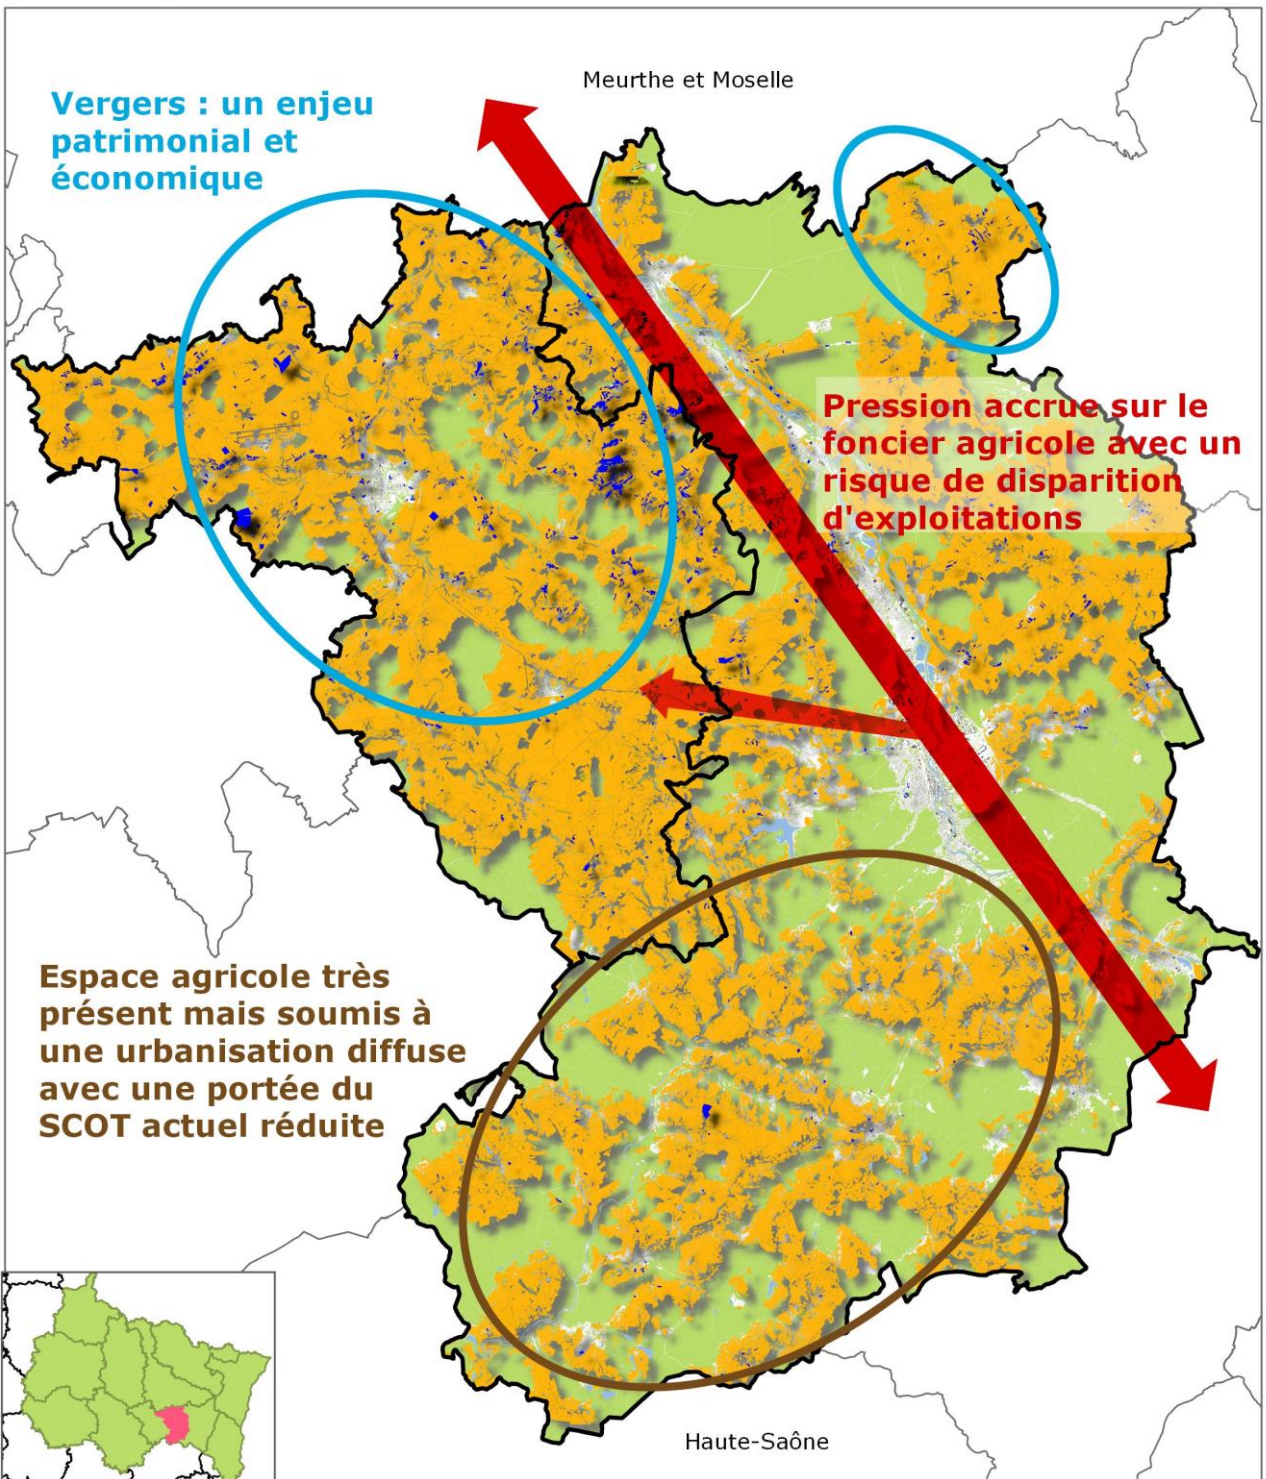 Meurthe et Moselle
Vergers : un enjeu
patrimonial et
économique
Pression accrue sur le
foncier agricole avec un
risque de disparition
d'exploitations
Espace agricole très
présent mais soumis à
une urbanisation diffuse
avec une portée du
SCOT actuel réduite
Haute-Saône